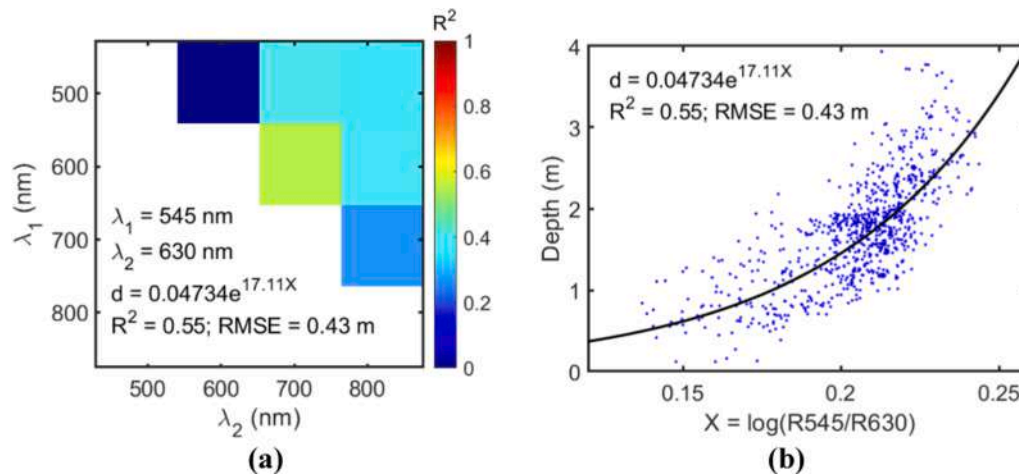 R²
500
600
700
800
λ₁ (nm)
λ₁ = 545 nm
λ₂ = 630 nm
d = 0.04734e^17.11X
R² = 0.55; RMSE = 0.43 m
500 600 700 800
λ₂ (nm)
1
0.8
0.6
0.4
0.2
0
(a)
4
3
2
1
0
Depth (m)
d = 0.04734e^17.11X
R² = 0.55; RMSE = 0.43 m
0.15 0.2 0.25
X = log(R545/R630)
(b)